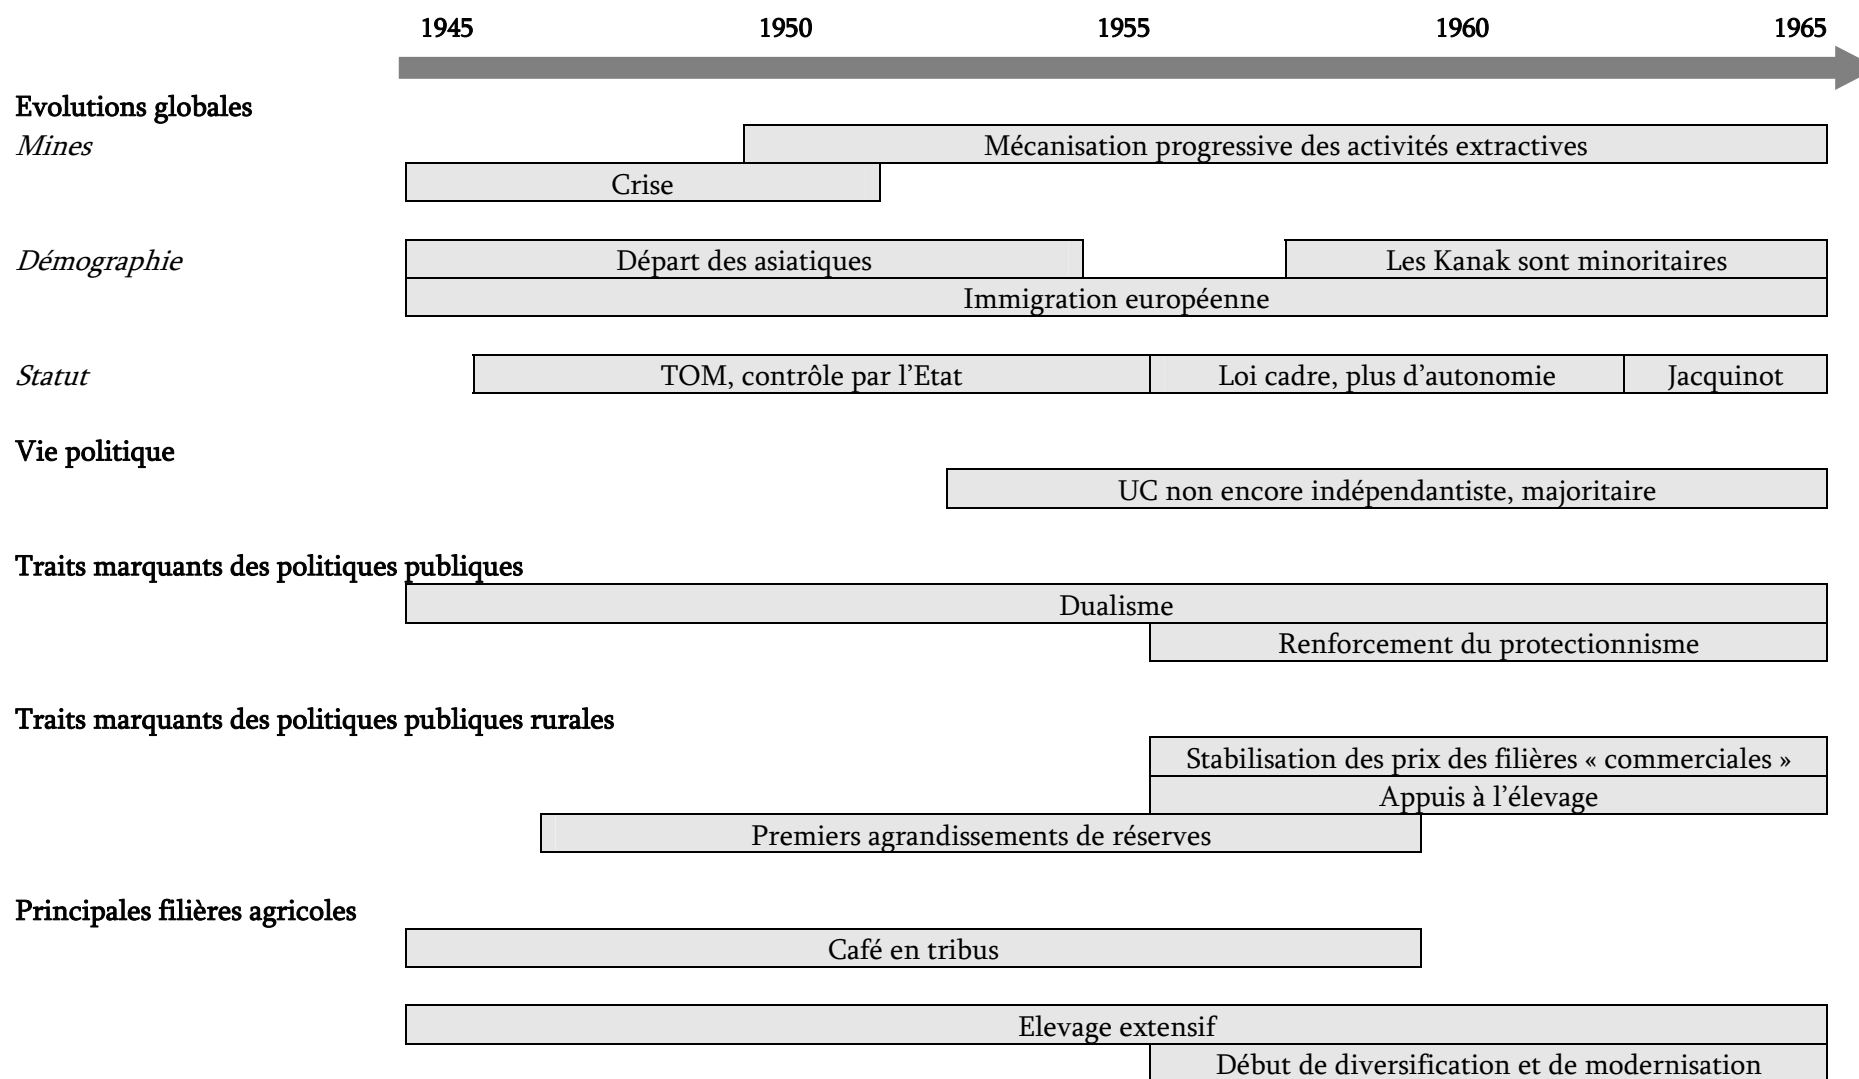 1945 1950 1955 1960 1965
Evolutions globales
Mines
Mécanisation progressive des activités extractives
Crise
Démographie
Départ des asiatiques
Les Kanak sont minoritaires
Immigration européenne
Statut
TOM, contrôle par l’Etat
Loi cadre, plus d’autonomie
Jacquinot
Vie politique
UC non encore indépendantiste, majoritaire
Traits marquants des politiques publiques
Dualisme
Renforcement du protectionnisme
Traits marquants des politiques publiques rurales
Stabilisation des prix des filières « commerciales »
Appuis à l’élevage
Premiers agrandissements de réserves
Principales filières agricoles
Café en tribus
Elevage extensif
Début de diversification et de modernisation